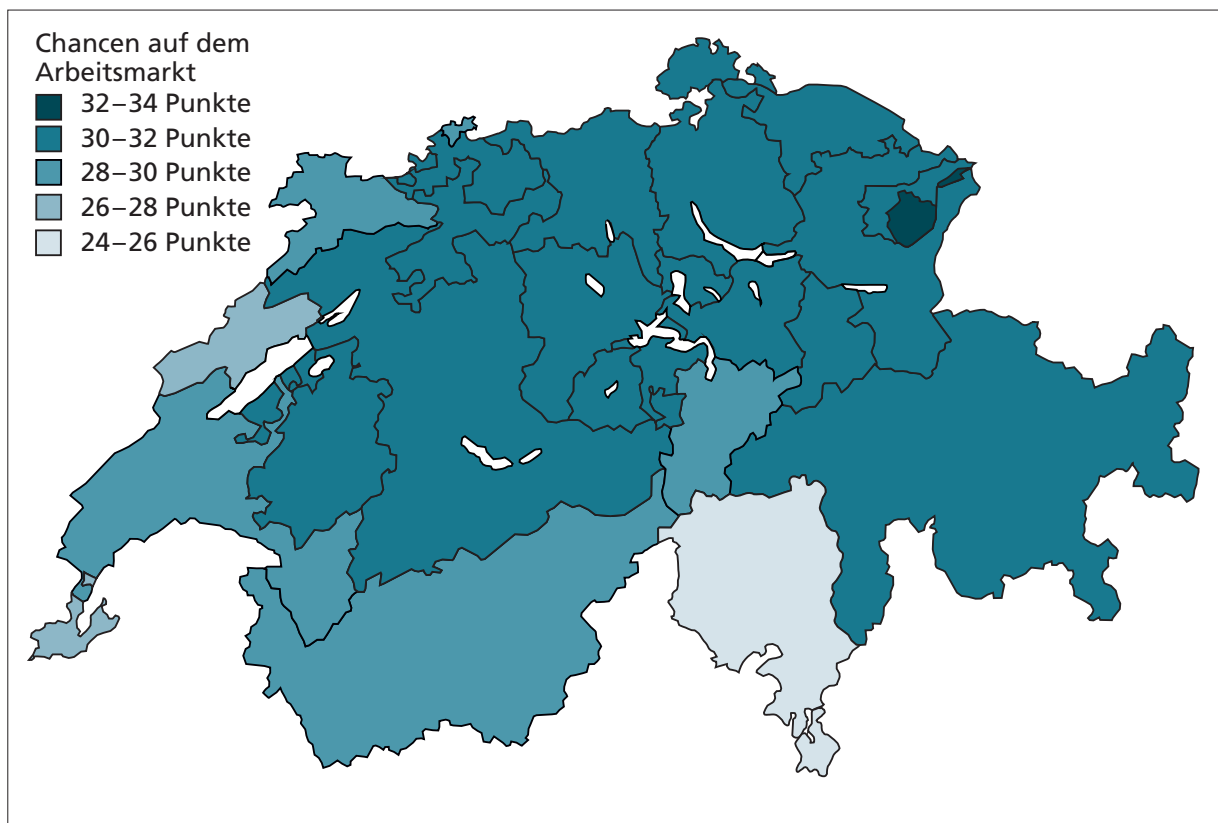 Chancen auf dem
Arbeitsmarkt
32–34 Punkte
30–32 Punkte
28–30 Punkte
26–28 Punkte
24–26 Punkte